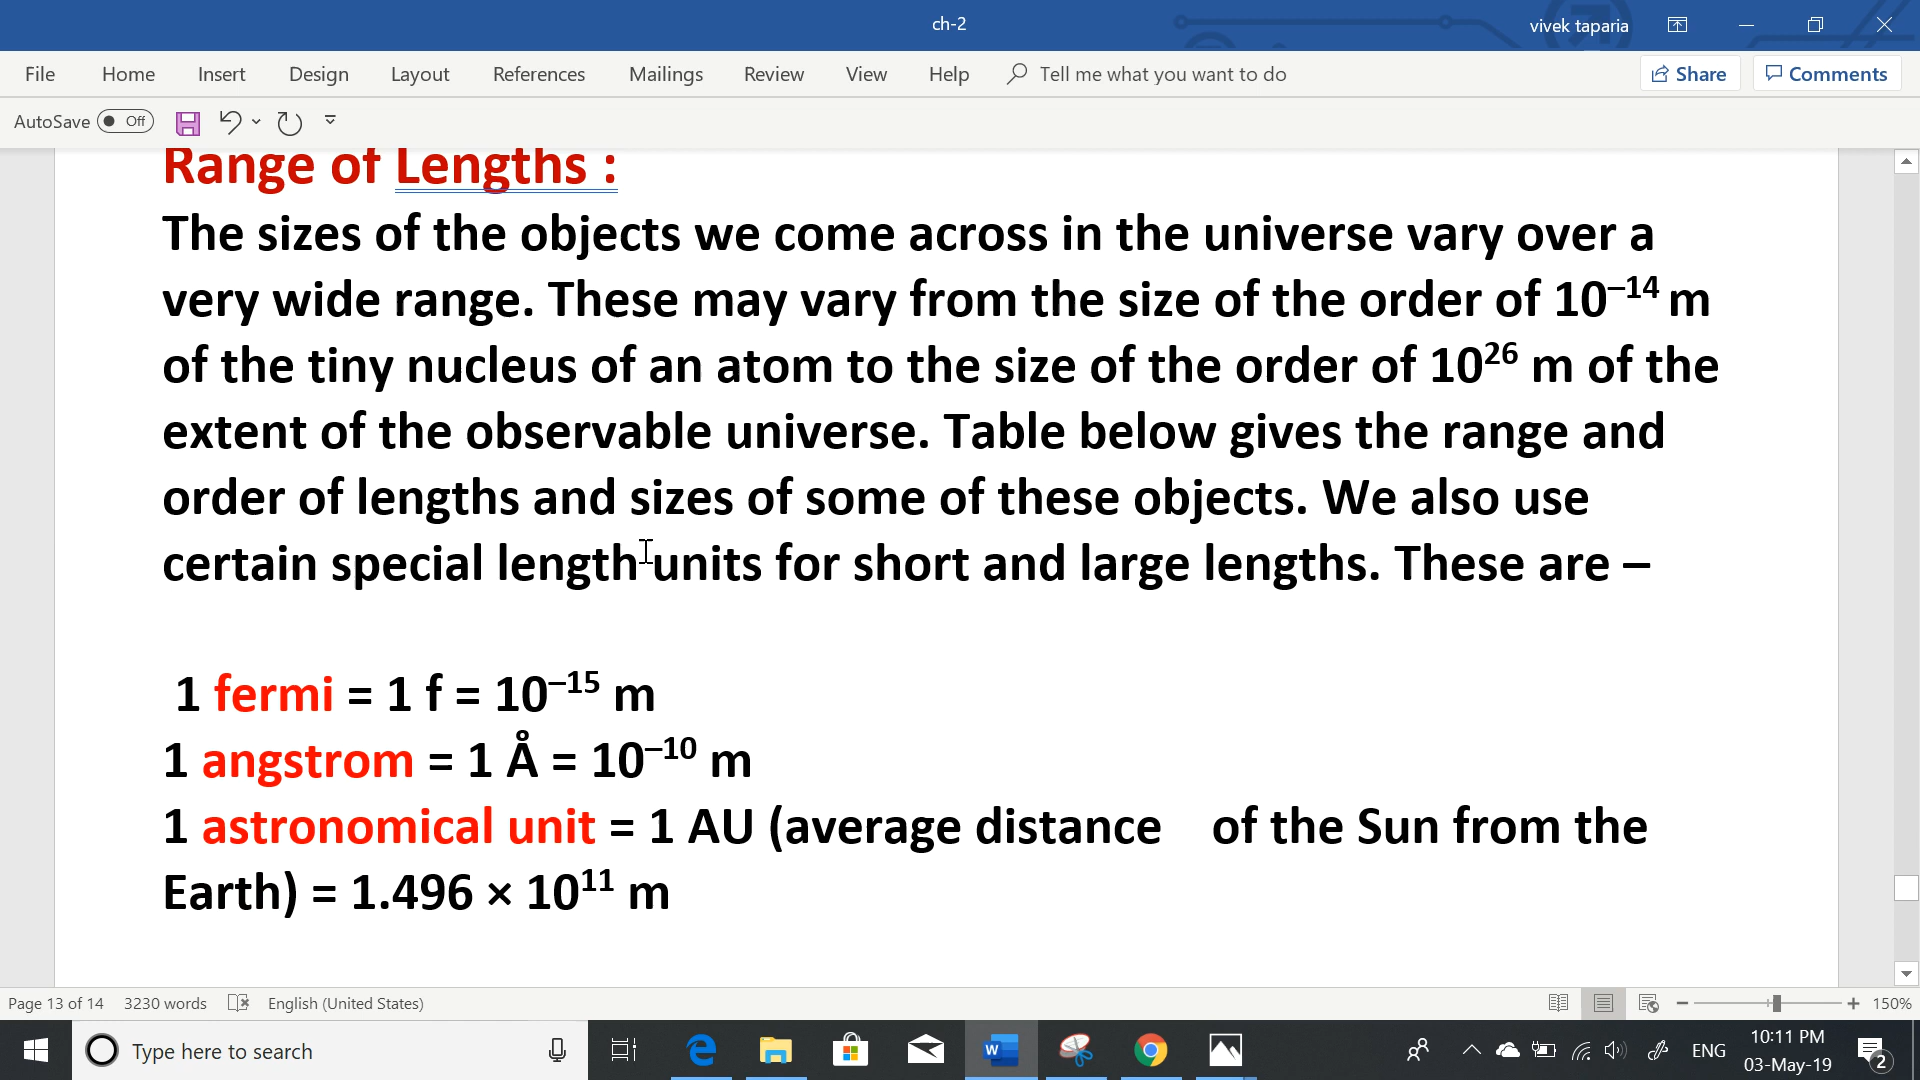 ch-2
vivek taparia
File Home Insert Design Layout References Mailings Review View Help Tell me what you want to do Share Comments
AutoSave Off
Range of Lengths :
The sizes of the objects we come across in the universe vary over a
very wide range. These may vary from the size of the order of 10⁻¹⁴ m
of the tiny nucleus of an atom to the size of the order of 10²⁶ m of the
extent of the observable universe. Table below gives the range and
order of lengths and sizes of some of these objects. We also use
certain special length units for short and large lengths. These are –
1 fermi = 1 f = 10⁻¹⁵ m
1 angstrom = 1 Å = 10⁻¹⁰ m
1 astronomical unit = 1 AU (average distance of the Sun from the
Earth) = 1.496 × 10¹¹ m
Page 13 of 14 3230 words English (United States) 150%
Type here to search
W
ENG
10:11 PM
03-May-19
2